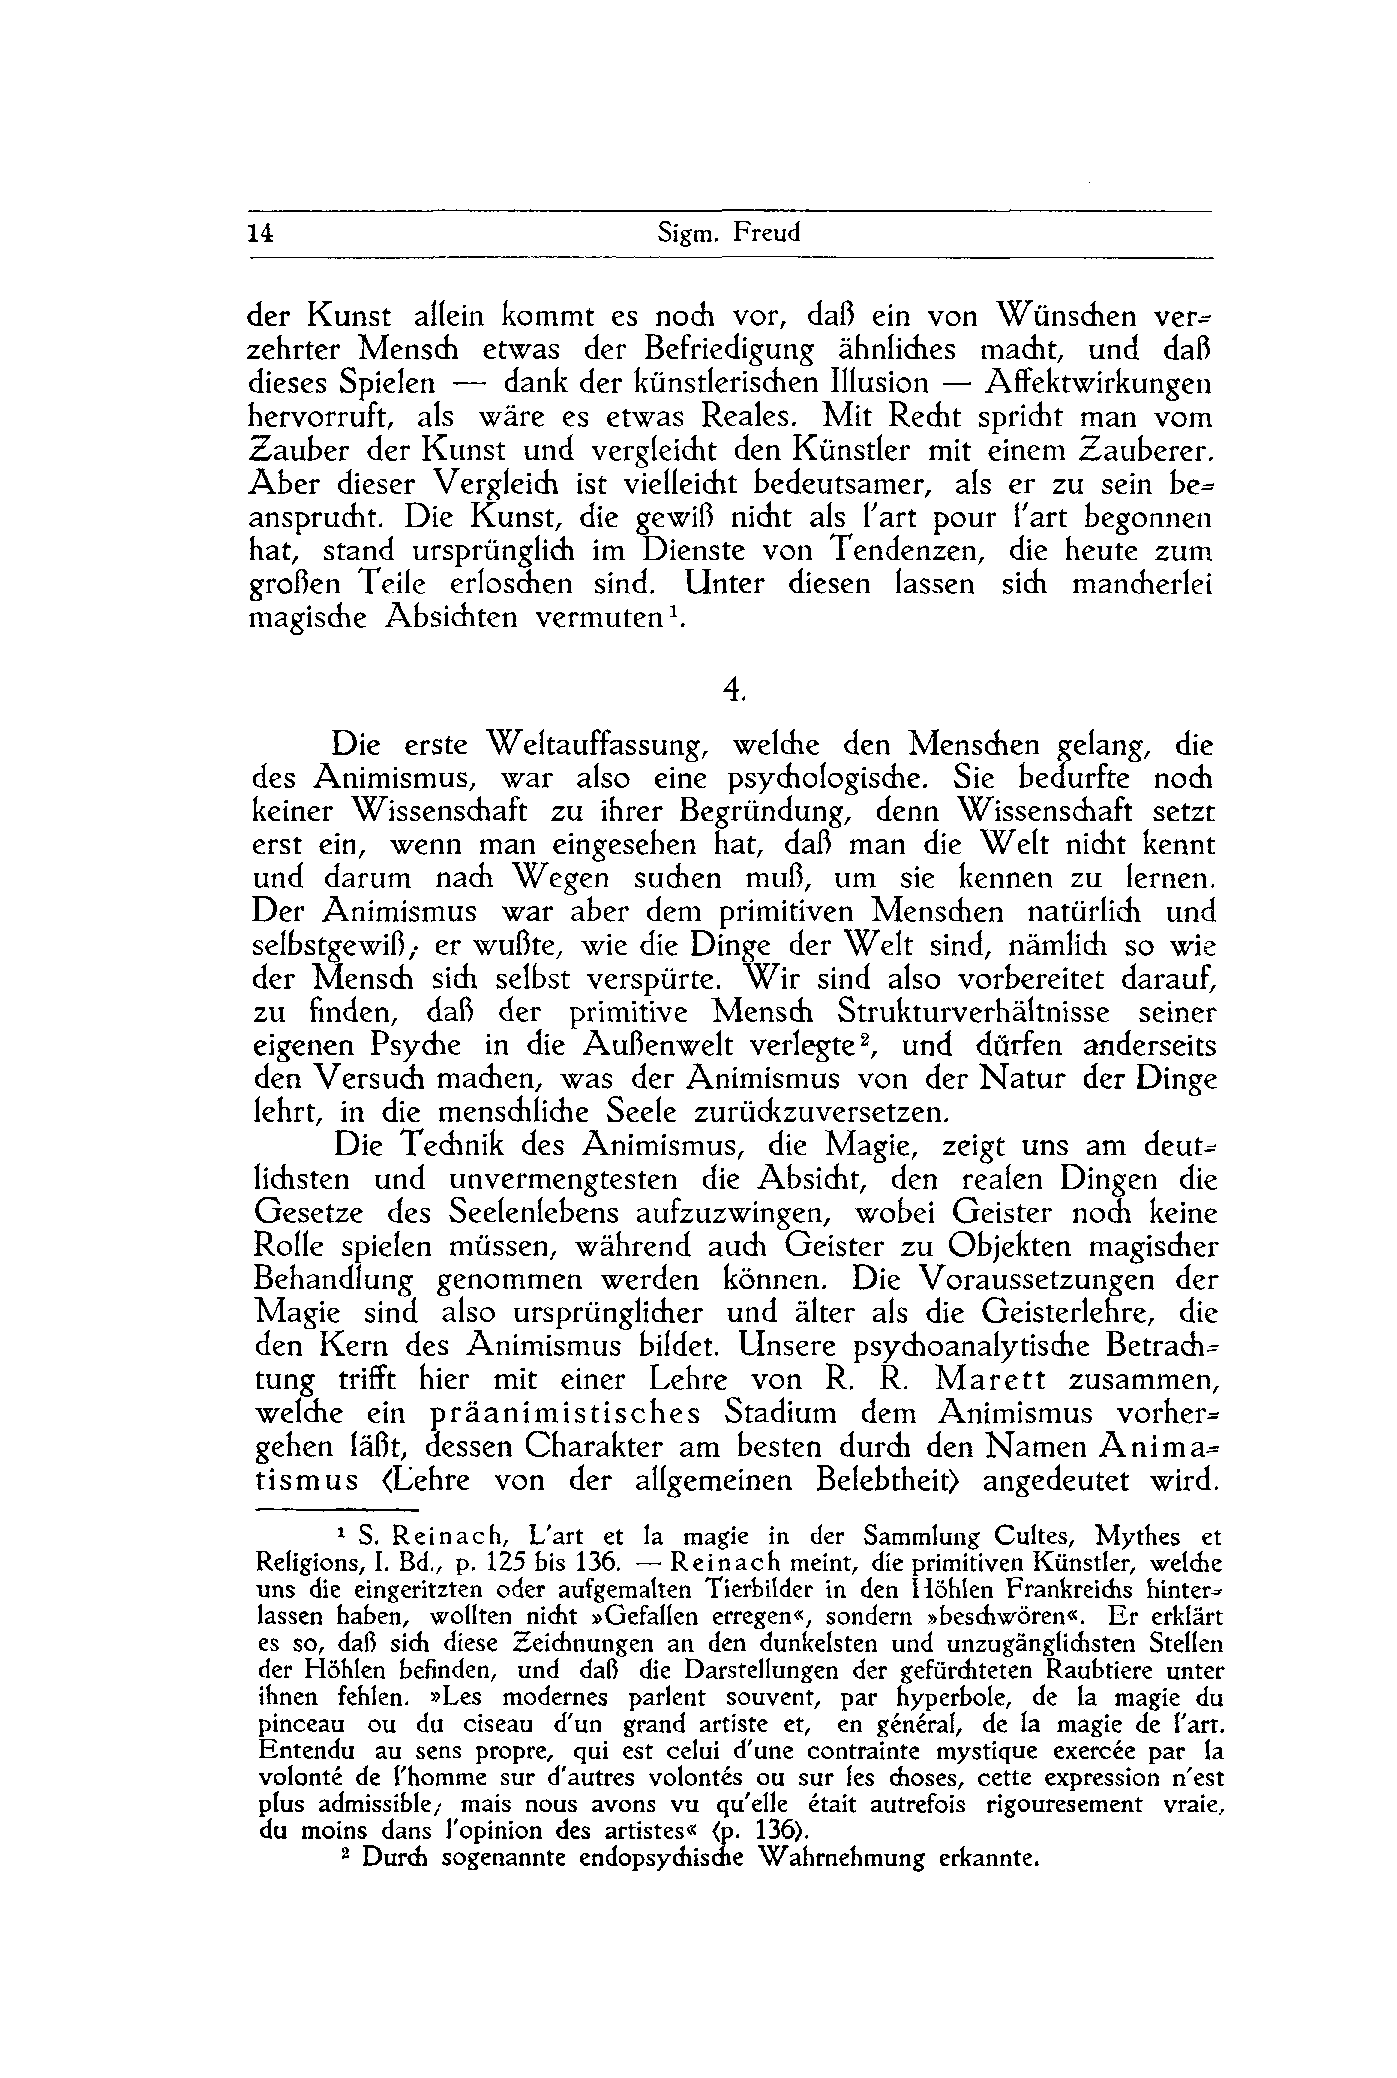 14 Sigm. Freud
der Kunst allein kommt es noch vor, daß ein von Wünschen ver-
zehrter Mensch etwas der Befriedigung ähnliches macht, und daß
dieses Spielen — dank der künstlerischen Illusion — Affektwirkungen
hervorruft, als wäre es etwas Reales. Mit Recht spricht man vom
Zauber der Kunst und vergleicht den Künstler mit einem Zauberer.
Aber dieser Vergleich ist vielleicht bedeutsamer, als er zu sein be-
ansprucht. Die Kunst, die gewiß nicht als l'art pour l'art begonnen
hat, stand ursprünglich im Dienste von Tendenzen, die heute zum
großen Teile erloschen sind. Unter diesen lassen sich mancherlei
magische Absichten vermuten¹.
4.
Die erste Weltauffassung, welche den Menschen gelang, die
des Animismus, war also eine psychologische. Sie bedurfte noch
keiner Wissenschaft zu ihrer Begründung, denn Wissenschaft setzt
erst ein, wenn man eingesehen hat, daß man die Welt nicht kennt
und darum nach Wegen suchen muß, um sie kennen zu lernen.
Der Animismus war aber dem primitiven Menschen natürlich und
selbstgewiß; er wußte, wie die Dinge der Welt sind, nämlich so wie
der Mensch sich selbst verspürte. Wir sind also vorbereitet darauf,
zu finden, daß der primitive Mensch Strukturverhältnisse seiner
eigenen Psyche in die Außenwelt verlegte², und dürfen anderseits
den Versuch machen, was der Animismus von der Natur der Dinge
lehrt, in die menschliche Seele zurückzuversetzen.
Die Technik des Animismus, die Magie, zeigt uns am deut-
lichsten und unvermengtesten die Absicht, den realen Dingen die
Gesetze des Seelenlebens aufzuzwingen, wobei Geister noch keine
Rolle spielen müssen, während auch Geister zu Objekten magischer
Behandlung genommen werden können. Die Voraussetzungen der
Magie sind also ursprünglicher und älter als die Geisterlehre, die
den Kern des Animismus bildet. Unsere psychoanalytische Betrach-
tung trifft hier mit einer Lehre von R. R. Marett zusammen,
welche ein präanimistisches Stadium dem Animismus vorher-
gehen läßt, dessen Charakter am besten durch den Namen Anima-
tismus (Lehre von der allgemeinen Belebtheit) angedeutet wird.
¹ S. Reinach, L'art et la magie in der Sammlung Cultes, Mythes et
Religions, I. Bd., p. 125 bis 136. — Reinach meint, die primitiven Künstler, welche
uns die eingeritzten oder aufgemalten Tierbilder in den Höhlen Frankreichs hinter-
lassen haben, wollten nicht »Gefallen erregen«, sondern »beschwören«. Er erklärt
es so, daß sich diese Zeichnungen an den dunkelsten und unzugänglichsten Stellen
der Höhlen befinden, und daß die Darstellungen der gefürchteten Raubtiere unter
ihnen fehlen. »Les modernes parlent souvent, par hyperbole, de la magie du
pinceau ou du ciseau d'un grand artiste et, en général, de la magie de l'art.
Entendu au sens propre, qui est celui d'une contrainte mystique exercée par la
volonté de l'homme sur d'autres volontés ou sur les choses, cette expression n'est
plus admissible; mais nous avons vu qu'elle était autrefois rigouresement vraie,
du moins dans l'opinion des artistes« (p. 136).
² Durch sogenannte endopsychische Wahrnehmung erkannte.